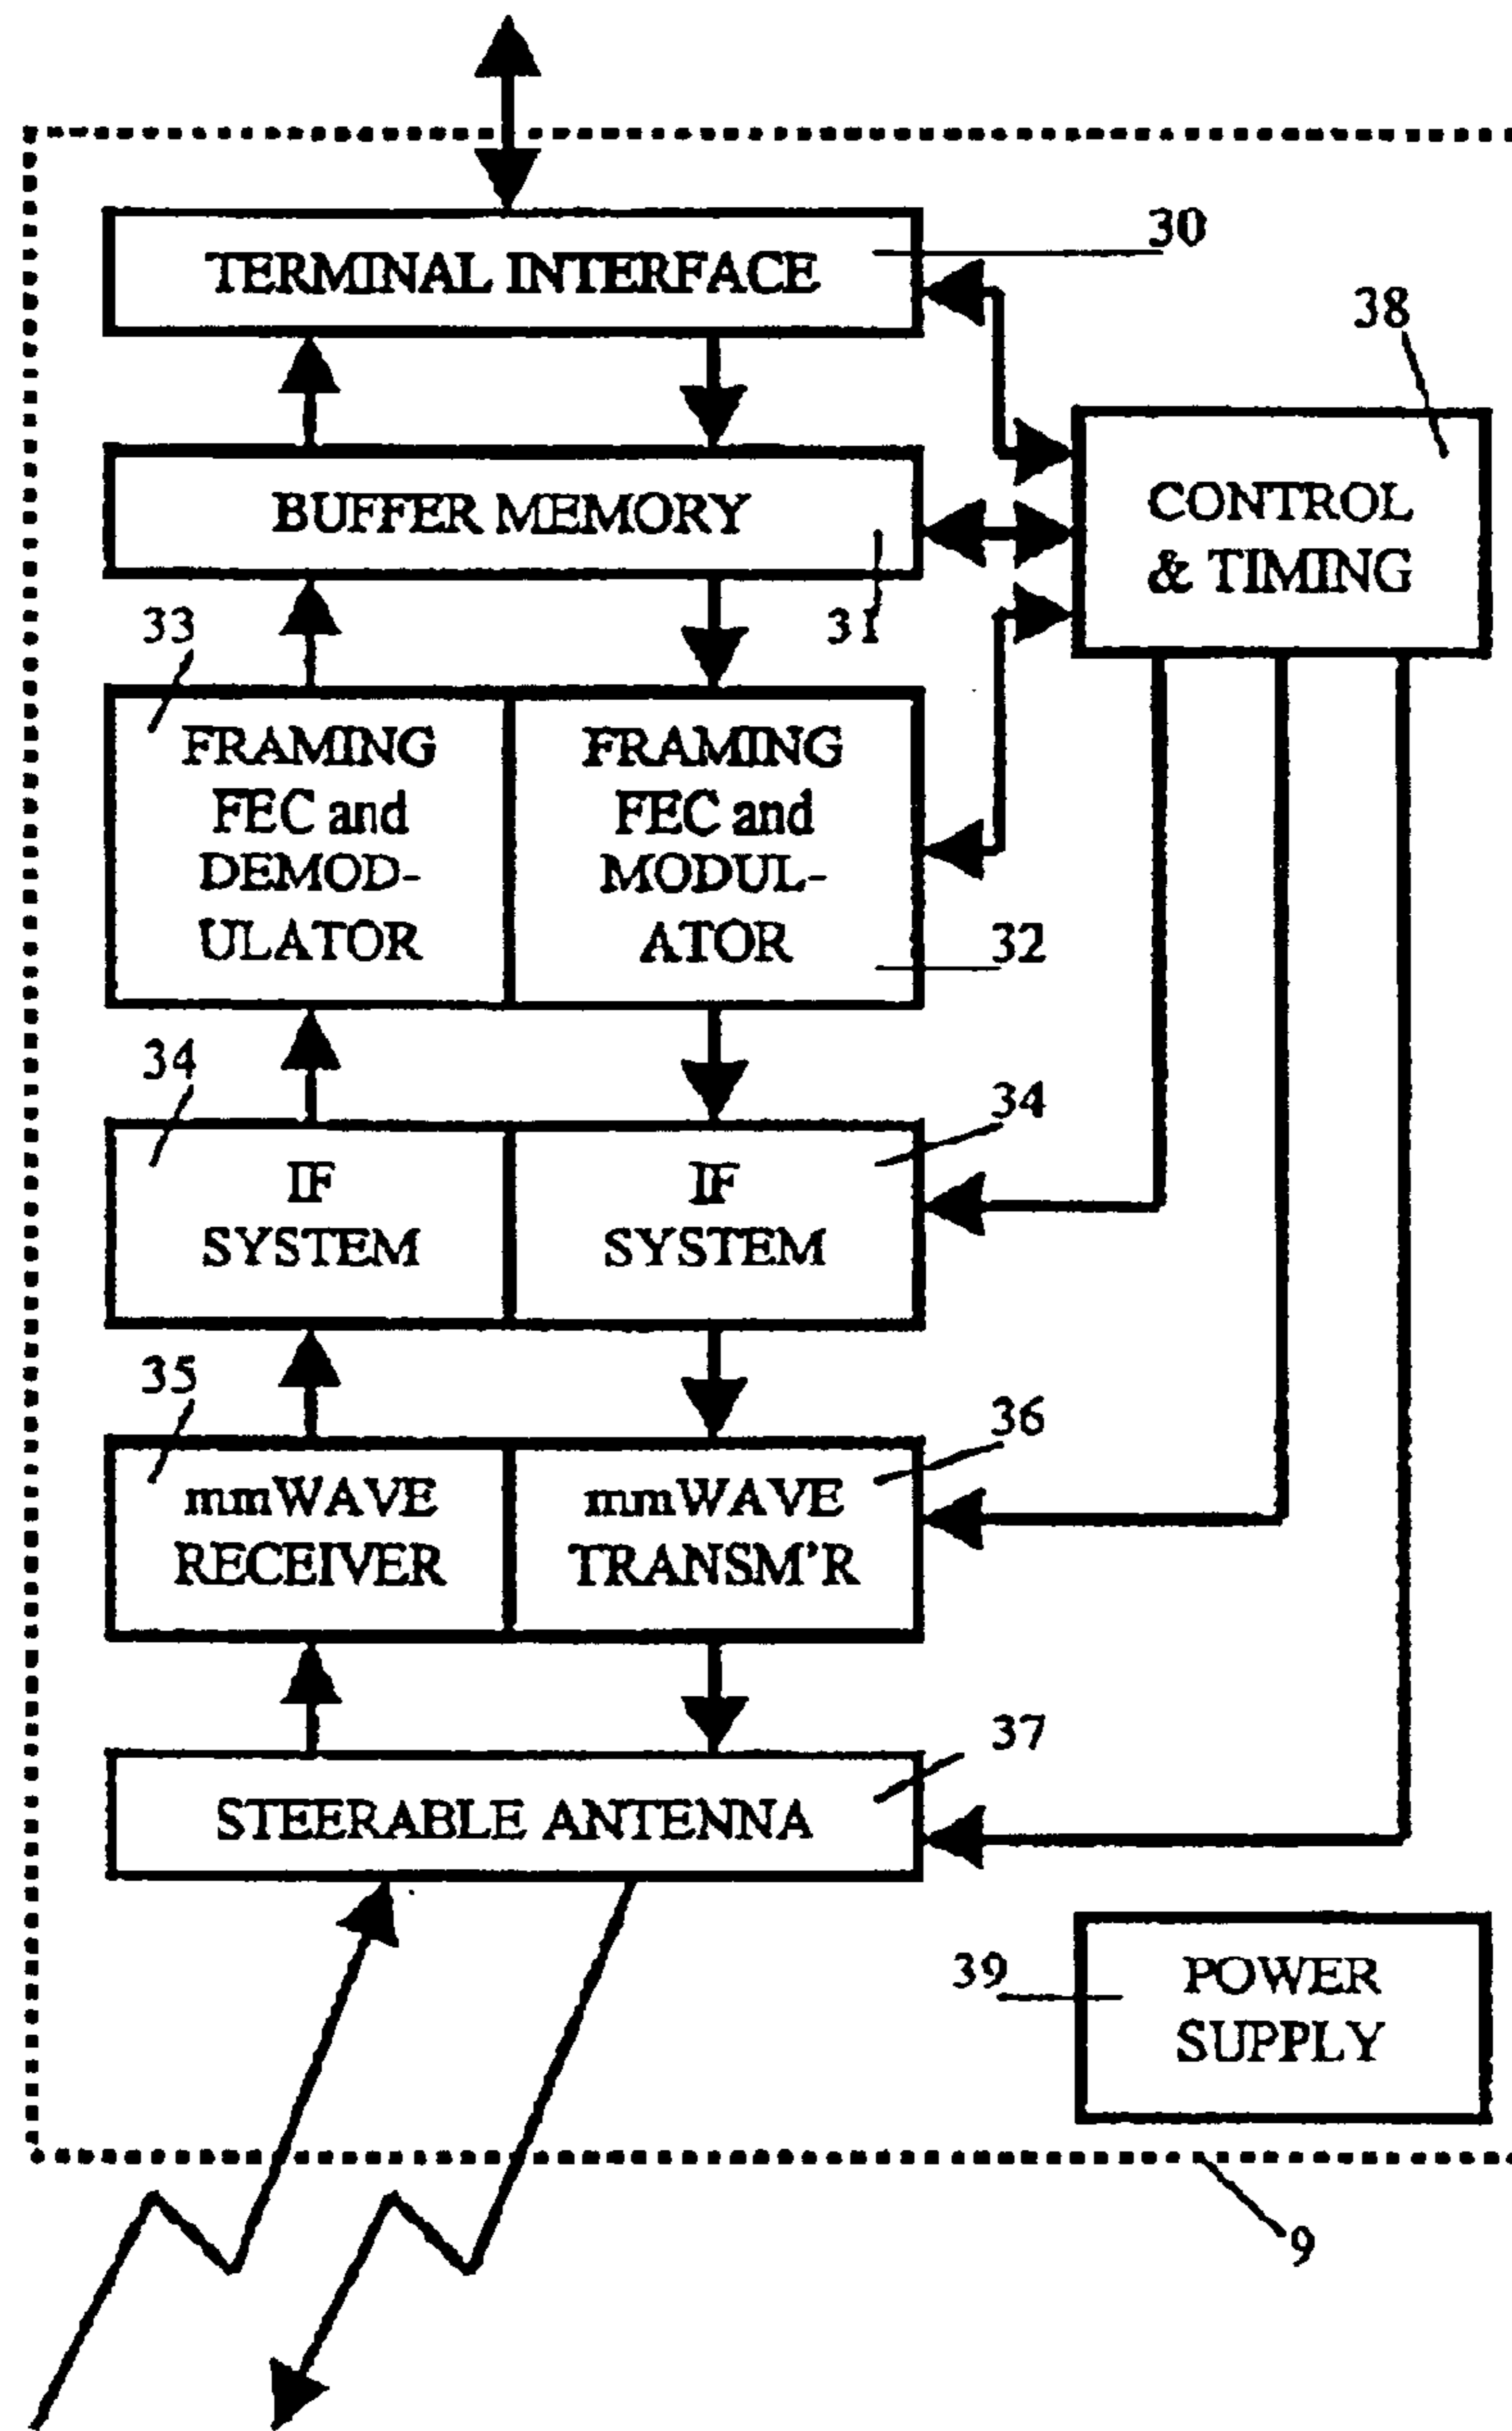 30
TERMINAL INTERFACE
38
BUFFER MEMORY
CONTROL
& TIMING
31
33
FRAMING
FEC and
DEMOD-
ULATOR
FRAMING
FEC and
MODUL-
ATOR
32
34
34
IF
SYSTEM
IF
SYSTEM
35
36
mmWAVE
RECEIVER
mmWAVE
TRANSM'R
37
STEERABLE ANTENNA
39
POWER
SUPPLY
9